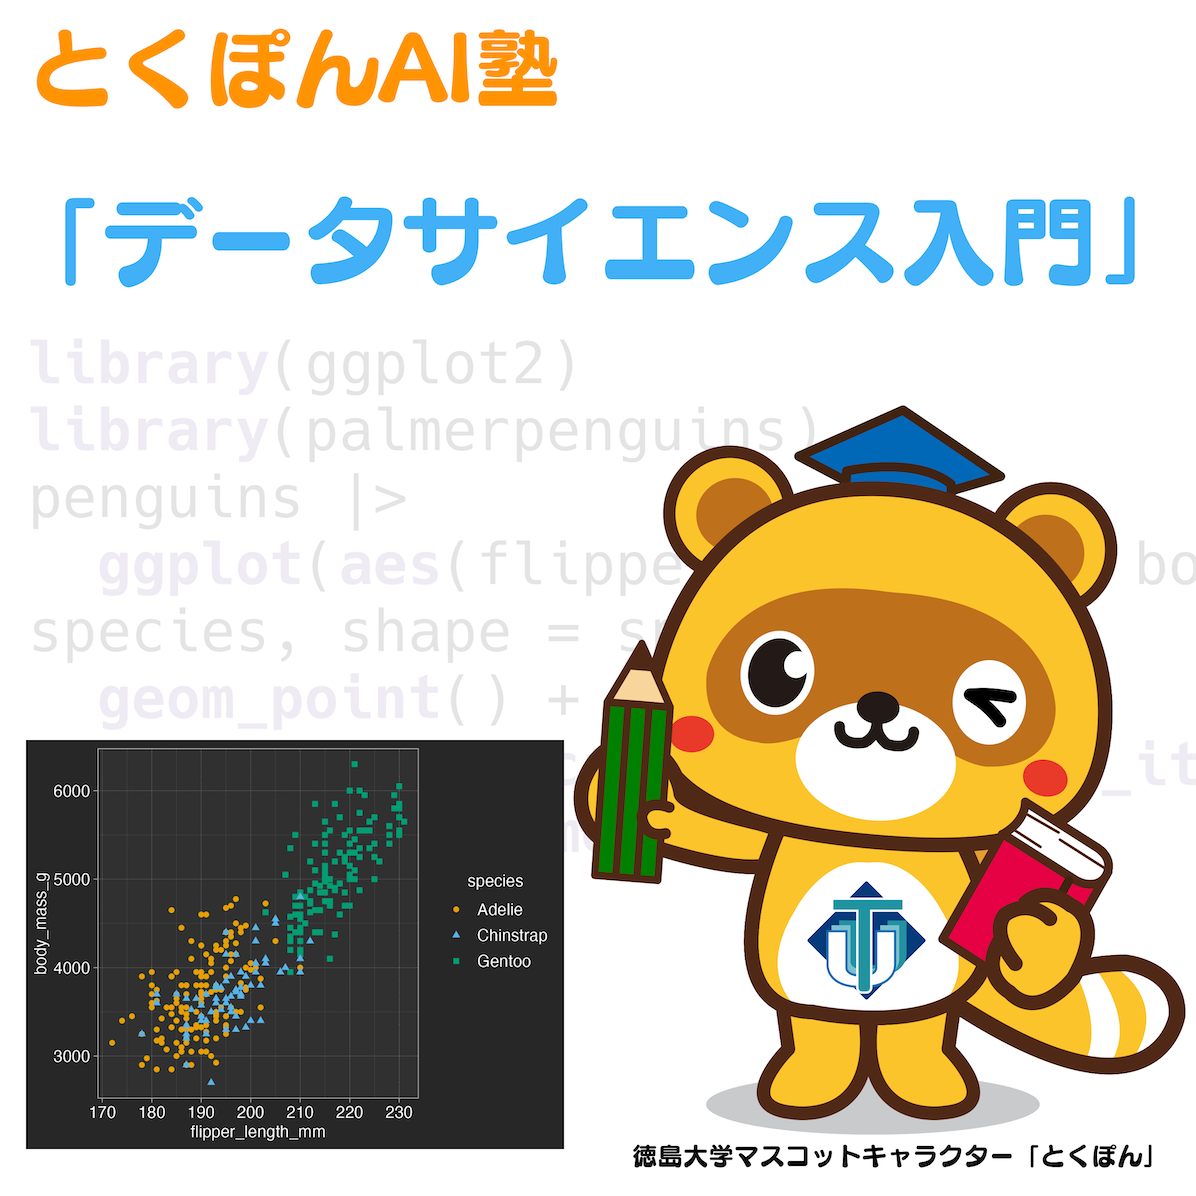 とくぽんAI塾
「データサイエンス入門」
library(ggplot2)
library(palmerpenguins)
penguins |>
ggplot(aes(flippe bo
species, shape = sp
geom_point() +
_it
6000
5000
4000
3000
body_mass_g
170 180 190 200 210 220 230
flipper_length_mm
species
Adelie
Chinstrap
Gentoo
徳島大学マスコットキャラクター「とくぽん」